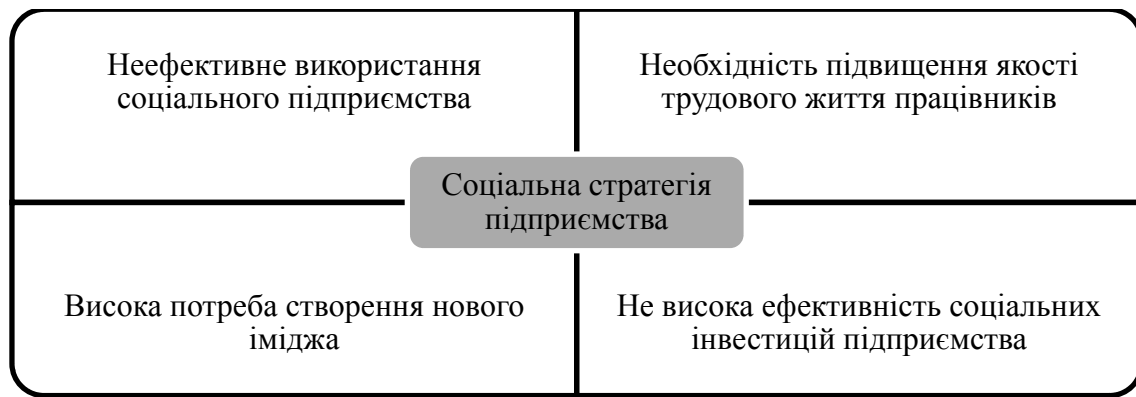 Неефективне використання
соціального підприємства
Необхідність підвищення якості
трудового життя працівників
Соціальна стратегія
підприємства
Висока потреба створення нового
іміджа
Не висока ефективність соціальних
інвестицій підприємства